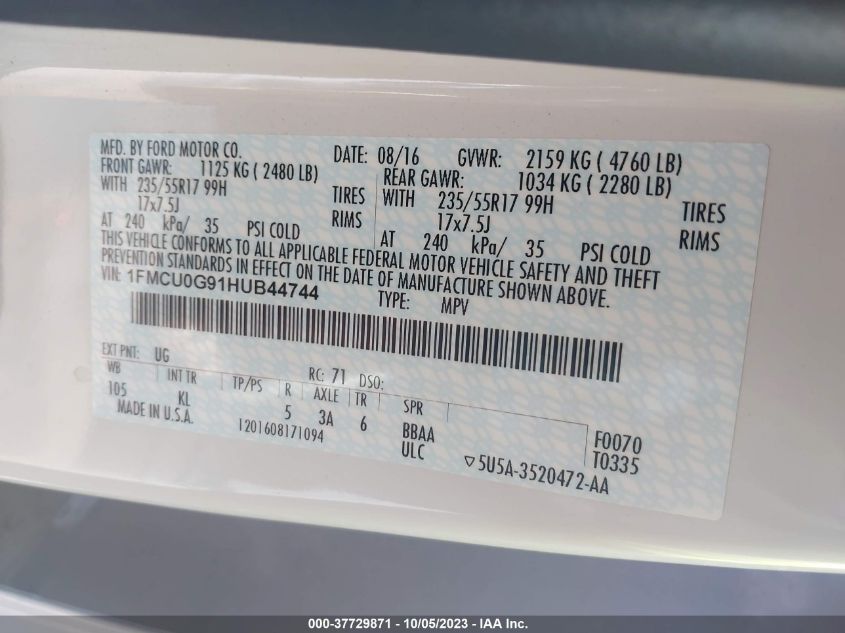 MFD. BY FORD MOTOR CO. DATE: 08/16 GVWR: 2159 KG ( 4760 LB)
FRONT GAWR: 1125 KG ( 2480 LB) REAR GAWR: 1034 KG ( 2280 LB)
WITH 235/55R17 99H TIRES WITH 235/55R17 99H TIRES
17x7.5J RIMS 17x7.5J RIMS
AT 240 kPa/ 35 PSI COLD AT 240 kPa/ 35 PSI COLD
THIS VEHICLE CONFORMS TO ALL APPLICABLE FEDERAL MOTOR VEHICLE SAFETY AND THEFT
PREVENTION STANDARDS IN EFFECT ON THE DATE OF MANUFACTURE SHOWN ABOVE.
VIN: 1FMCU0G91HUB44744 TYPE: MPV
EXT PNT: UG RC: 71 DSO:
WB INT TR TP/PS R AXLE TR SPR
105 KL 5 3A 6 BBAA F0070
MADE IN U.S.A. 1201608171094 ULC T0335
▽5U5A-3520472-AA
000-37729871 - 10/05/2023 - IAA Inc.